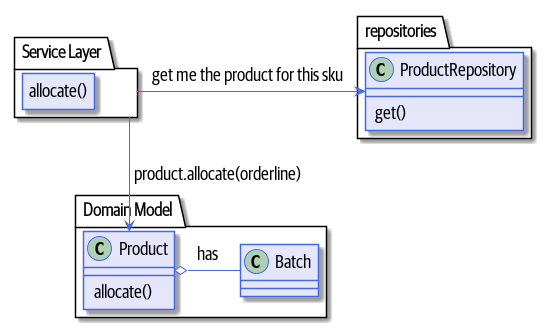 repositories
Service Layer
C ProductRepository
get me the product for this sku
allocate()
get()
product.allocate(orderline)
Domain Model
C Product
has
C Batch
allocate()